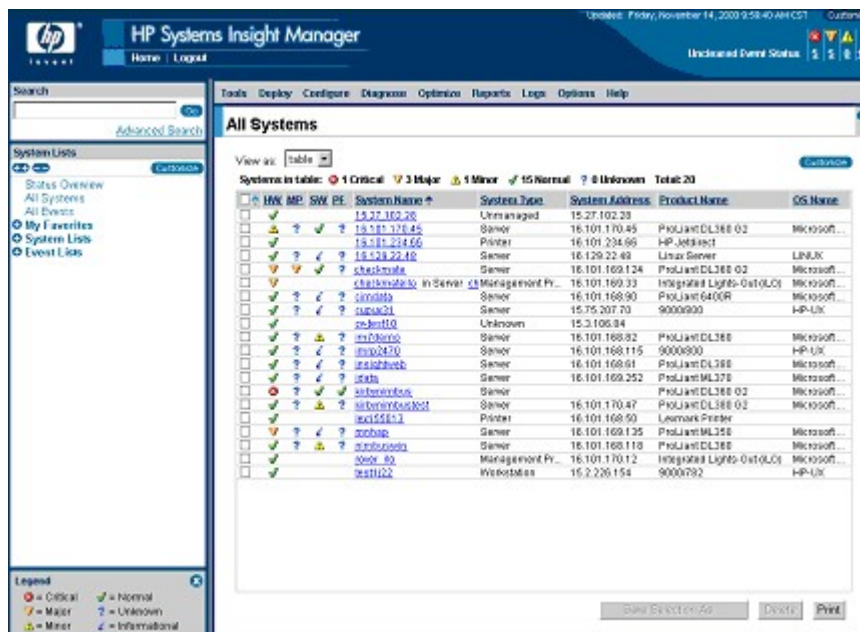 Updated: Friday, November 14, 2003 9:59:40 AM CST
hp
invent
HP Systems Insight Manager
Home | Logout
Uncleared Event Status
Search
Advanced Search
System Lists
Customize
Status Overview
All Systems
All Events
My Favorites
System Lists
Event Lists
Tools Deploy Configure Diagnose Optimize Reports Logs Options Help
All Systems
View as: table
Customize
Systems in table: 1 Critical 3 Major 1 Minor 15 Normal ? 0 Unknown Total: 20
HW MP SW PF System Name System Type System Address Product Name OS Name
15.27.102.28 Unmanaged 15.27.102.28
16.101.170.45 Server 16.101.170.45 ProLiant DL360 G2 Microsoft...
16.101.234.66 Printer 16.101.234.66 HP Jetdirect
16.129.22.48 Server 16.129.22.48 Linux Server LINUX
checkmate Server 16.101.169.124 ProLiant DL360 G2 Microsoft...
in Server Management Pr... 16.101.169.33 Integrated Lights-Out (iLO) Microsoft...
cimdata Server 16.101.168.90 ProLiant 6400R Microsoft...
Server 15.75.207.70 9000/800 HP-UX
Unknown 15.3.106.84
im7demo Server 16.101.168.82 ProLiant DL360 Microsoft...
Server 16.101.168.115 9000/800 HP-UX
insightweb Server 16.101.168.61 ProLiant DL380 Microsoft...
Server 16.101.169.252 ProLiant ML370 Microsoft...
kirbynimbus Server ProLiant DL360 G2 Microsoft...
kirbynimbustest Server 16.101.170.47 ProLiant DL380 G2 Microsoft...
Printer 16.101.168.50 Lexmark Printer
Server 16.101.169.135 ProLiant ML350 Microsoft...
Server 16.101.168.118 ProLiant DL360 Microsoft...
Management Pr... 16.101.170.12 Integrated Lights-Out (iLO) Microsoft...
Workstation 15.2.226.154 9000/782 HP-UX
Legend
= Critical = Normal
= Major ? = Unknown
= Minor = Informational
Save Selection As Delete Print